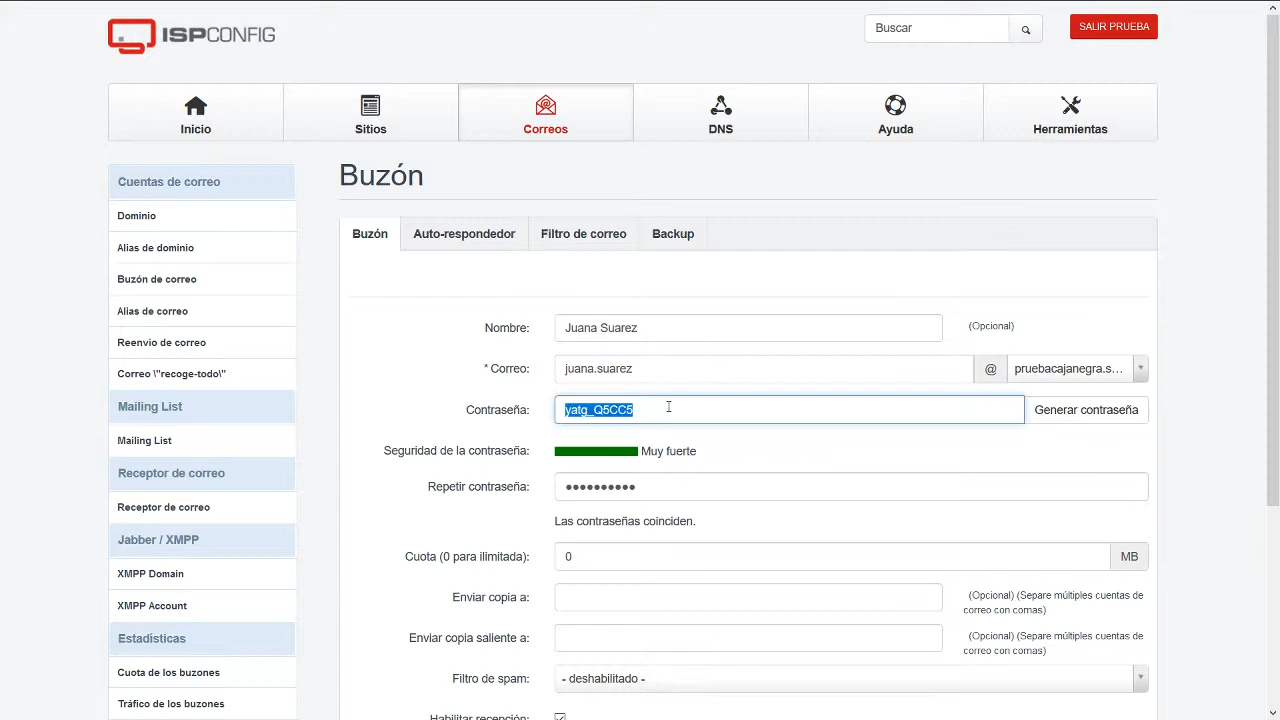 ISPCONFIG
Buscar
SALIR PRUEBA
Inicio
Sitios
Correos
DNS
Ayuda
Herramientas
Cuentas de correo
Dominio
Alias de dominio
Buzón de correo
Alias de correo
Reenvio de correo
Correo \"recoge-todo\"
Mailing List
Mailing List
Receptor de correo
Receptor de correo
Jabber / XMPP
XMPP Domain
XMPP Account
Estadísticas
Cuota de los buzones
Tráfico de los buzones
Buzón
Buzón
Auto-respondedor
Filtro de correo
Backup
Nombre:
Juana Suarez
(Opcional)
* Correo:
juana.suarez
@
pruebacajanegra.s...
Contraseña:
yatg_Q5CC5
Generar contraseña
Seguridad de la contraseña:
Muy fuerte
Repetir contraseña:
●●●●●●●●●●
Las contraseñas coinciden.
Cuota (0 para ilimitada):
0
MB
Enviar copia a:
(Opcional) (Separe múltiples cuentas de
correo con comas)
Enviar copia saliente a:
(Opcional) (Separe múltiples cuentas de
correo con comas)
Filtro de spam:
- deshabilitado -
Habilitar recepción: